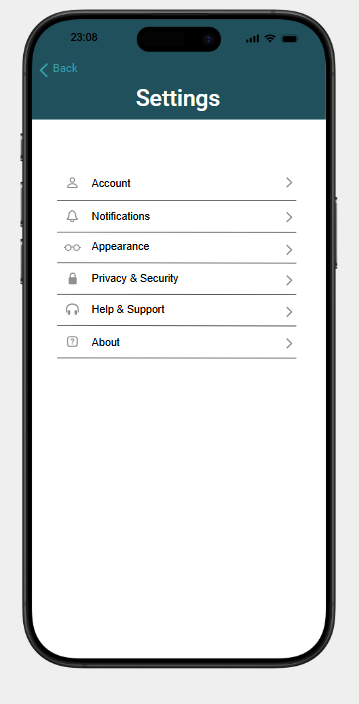 23:08
Back
Settings
Account
Notifications
Appearance
Privacy & Security
Help & Support
About